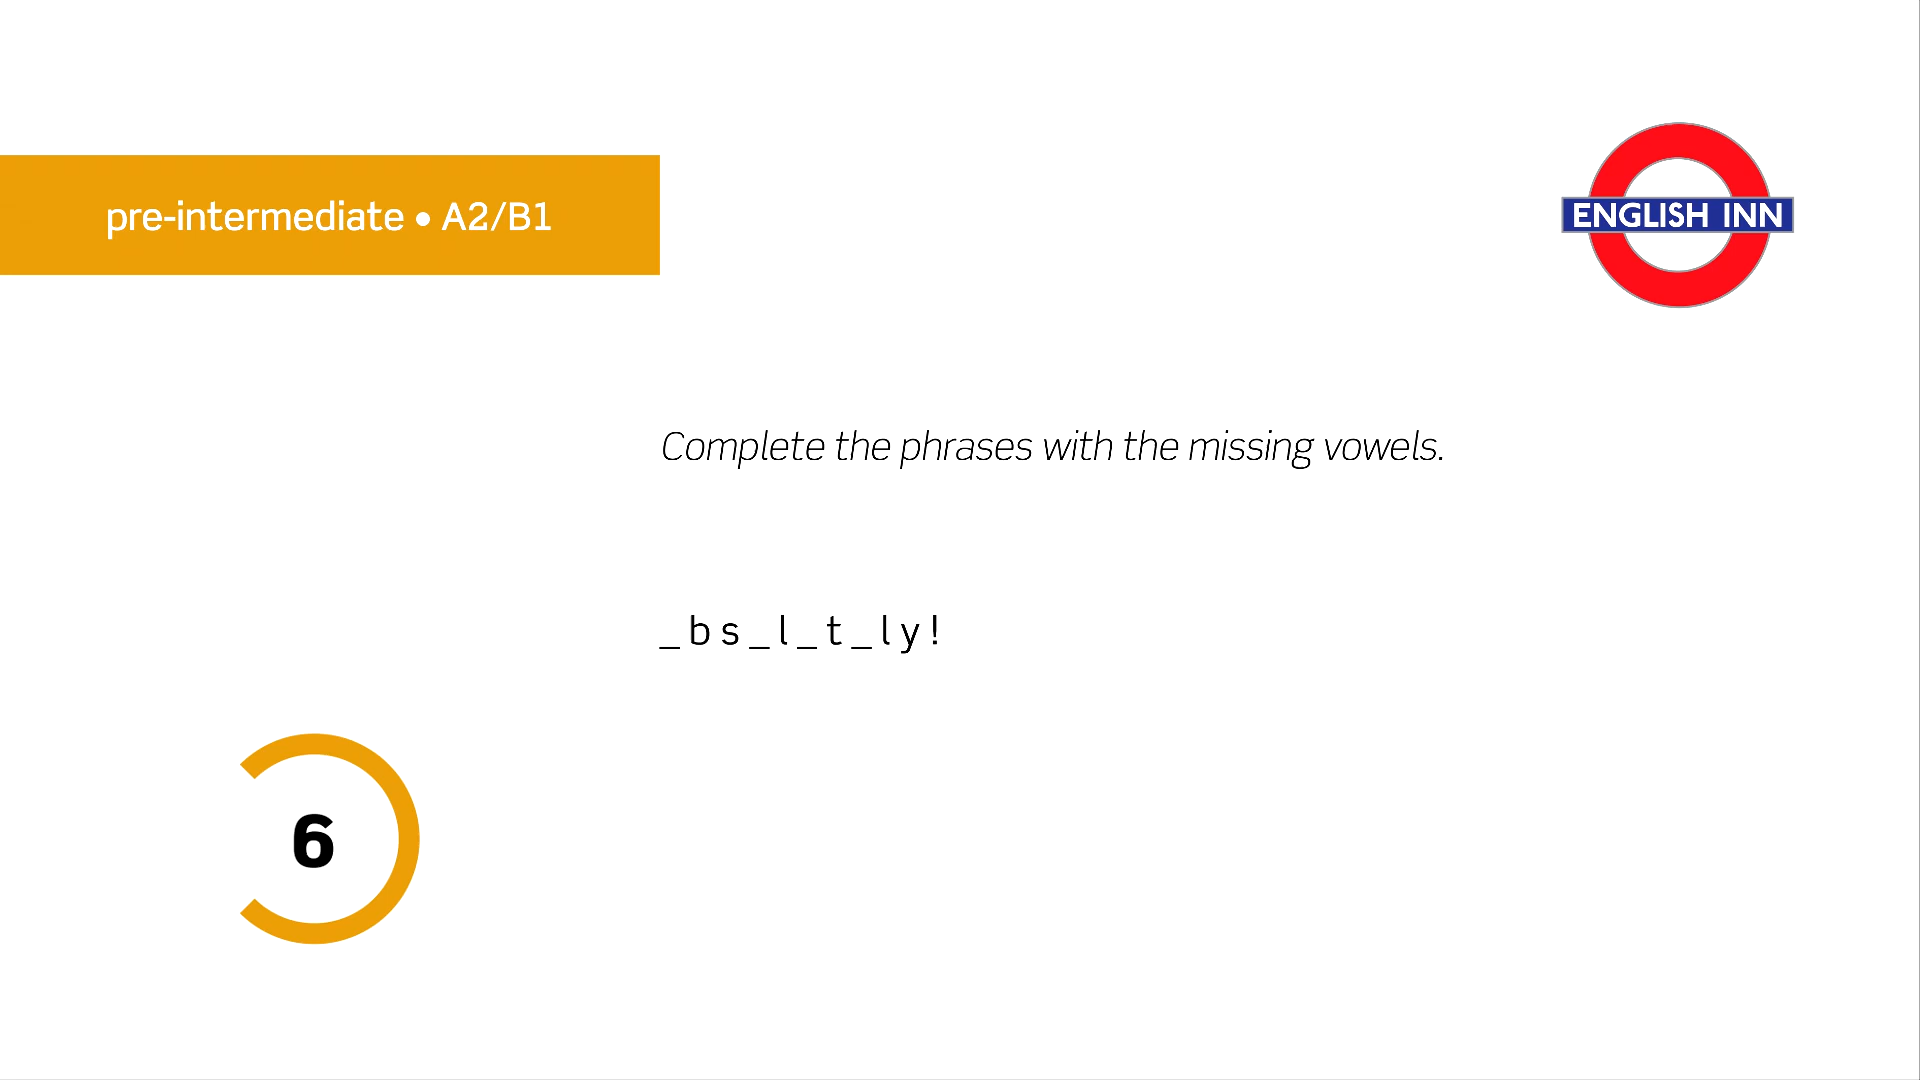 pre-intermediate • A2/B1
ENGLISH INN
Complete the phrases with the missing vowels.
_ b s _ l _ t _ l y !
6